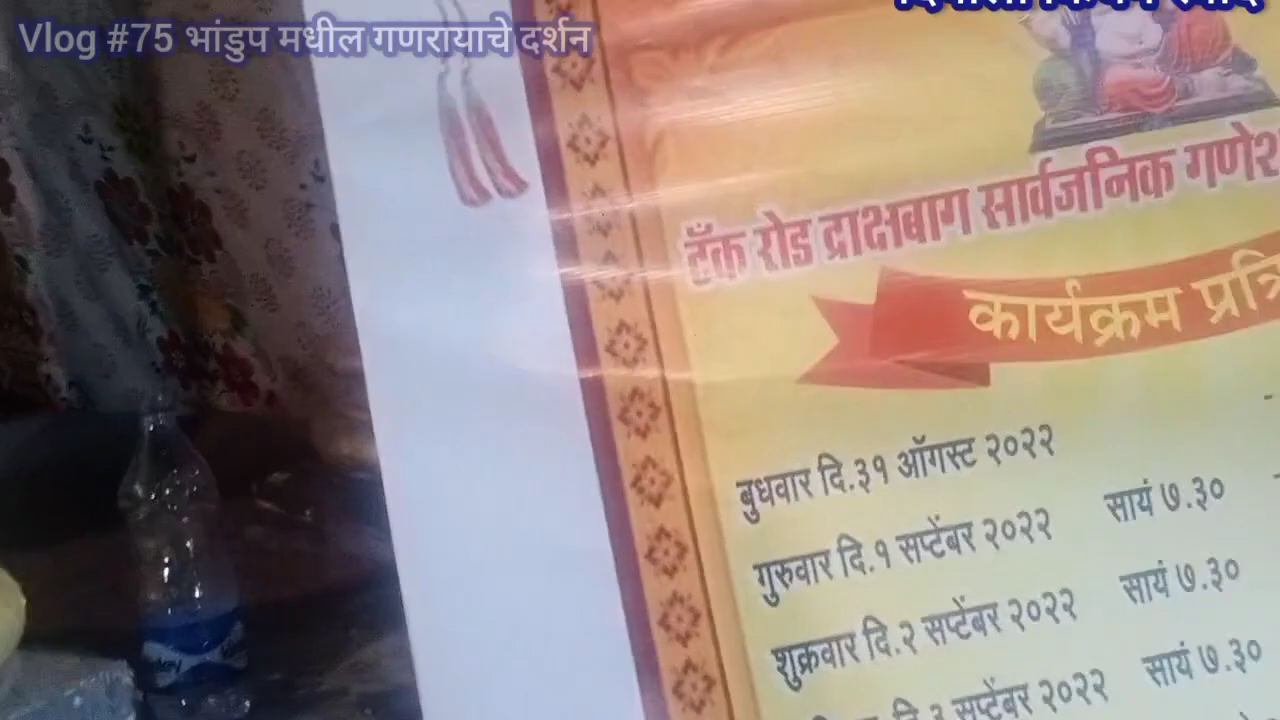 Vlog #75 भांडुप मधील गणरायाचे दर्शन
टँक रोड द्राक्षबाग सार्वजनिक
कार्यक्रम
बुधवार दि.३१ ऑगस्ट २०२२
गुरुवार दि.१ सप्टेंबर २०२२ सायं ७.३०
शुक्रवार दि.२ सप्टेंबर २०२२ सायं ७.३०
दि.३ सप्टेंबर २०२२ सायं ७.३०